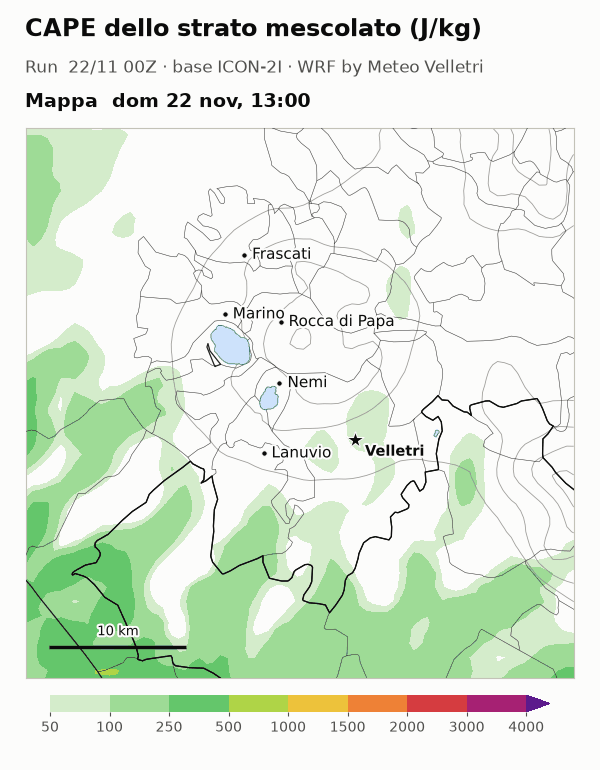 CAPE dello strato mescolato (J/kg)
Run  22/11 00Z · base ICON-2I · WRF by Meteo Velletri
Mappa  dom 22 nov, 13:00
Frascati
Marino
Rocca di Papa
Nemi
Velletri
Lanuvio
10 km
50 100 250 500 1000 1500 2000 3000 4000